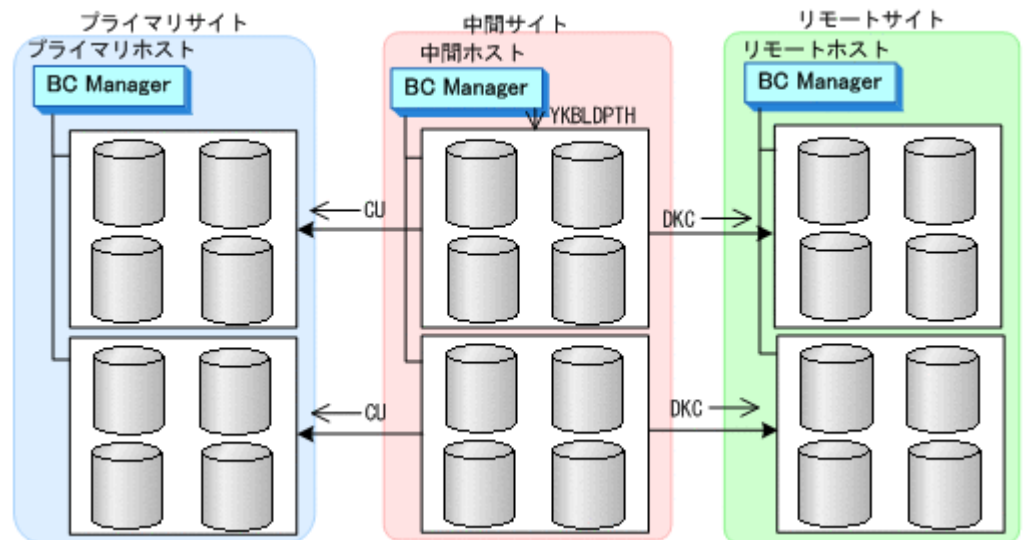 プライマリサイト
プライマリホスト
BC Manager
中間サイト
中間ホスト
BC Manager
YKBLDPTH
リモートサイト
リモートホスト
BC Manager
CU
DKC
CU
DKC